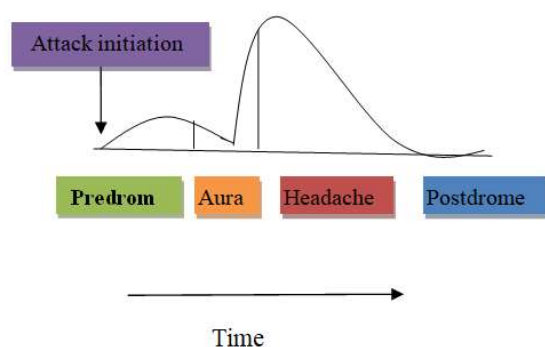 Attack initiation
Predrom
Aura
Headache
Postdrome
Time